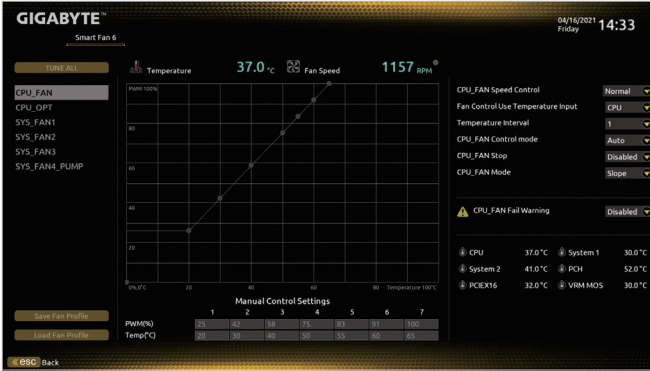 GIGABYTE™
04/16/2021
Friday
14:33
Smart Fan 6
TUNE ALL
Temperature 37.0 °C Fan Speed 1157 RPM
CPU_FAN
CPU_OPT
SYS_FAN1
SYS_FAN2
SYS_FAN3
SYS_FAN4_PUMP
PWM 100%
80
60
40
20
0%,0°C 20 40 60 80 Temperature 100°C
CPU_FAN Speed Control Normal
Fan Control Use Temperature Input CPU
Temperature Interval 1
CPU_FAN Control mode Auto
CPU_FAN Stop Disabled
CPU_FAN Mode Slope
CPU_FAN Fail Warning Disabled
CPU 37.0°C System 1 30.0°C
System 2 41.0°C PCH 52.0°C
PCIEX16 32.0°C VRM MOS 30.0°C
Manual Control Settings
1 2 3 4 5 6 7
PWM(%) 25 42 58 75 83 91 100
Temp(°C) 20 30 40 50 55 60 65
Save Fan Profile
Load Fan Profile
esc Back